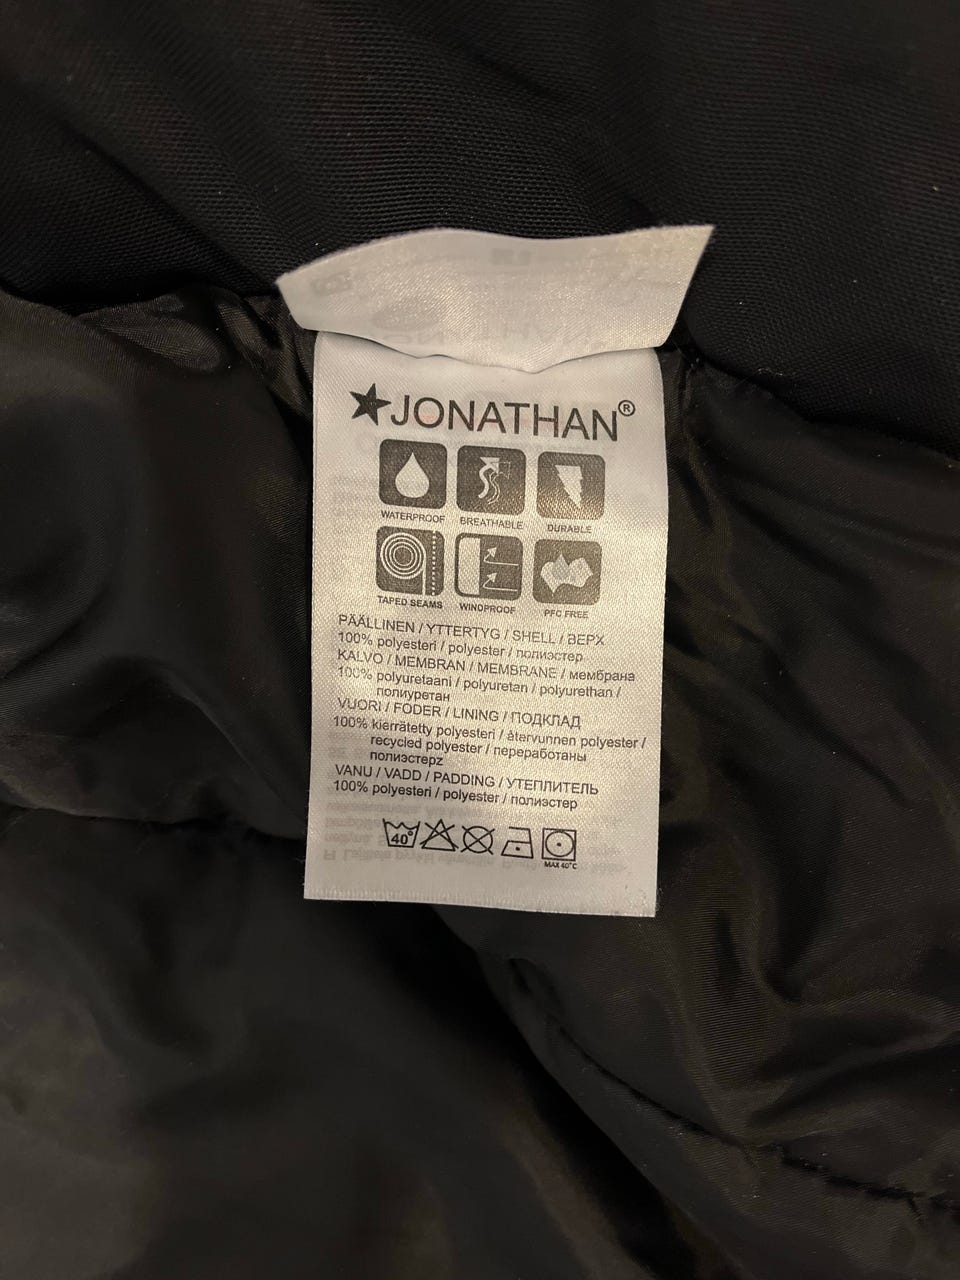 JONATHAN®
WATERPROOF BREATHABLE DURABLE
TAPED SEAMS WINDPROOF PFC FREE
PÄÄLLINEN / YTTERTYG / SHELL / ВЕРХ
100% polyesteri / polyester / полиэстер
KALVO / MEMBRAN / MEMBRANE / мембрана
100% polyuretaani / polyuretan / polyurethan /
полиуретан
VUORI / FODER / LINING / ПОДКЛАД
100% kierrätetty polyesteri / återvunnen polyester /
recycled polyester / переработаны
полиэстерz
VANU / VADD / PADDING / УТЕПЛИТЕЛЬ
100% polyesteri / polyester / полиэстер
40°
MAX 40°C